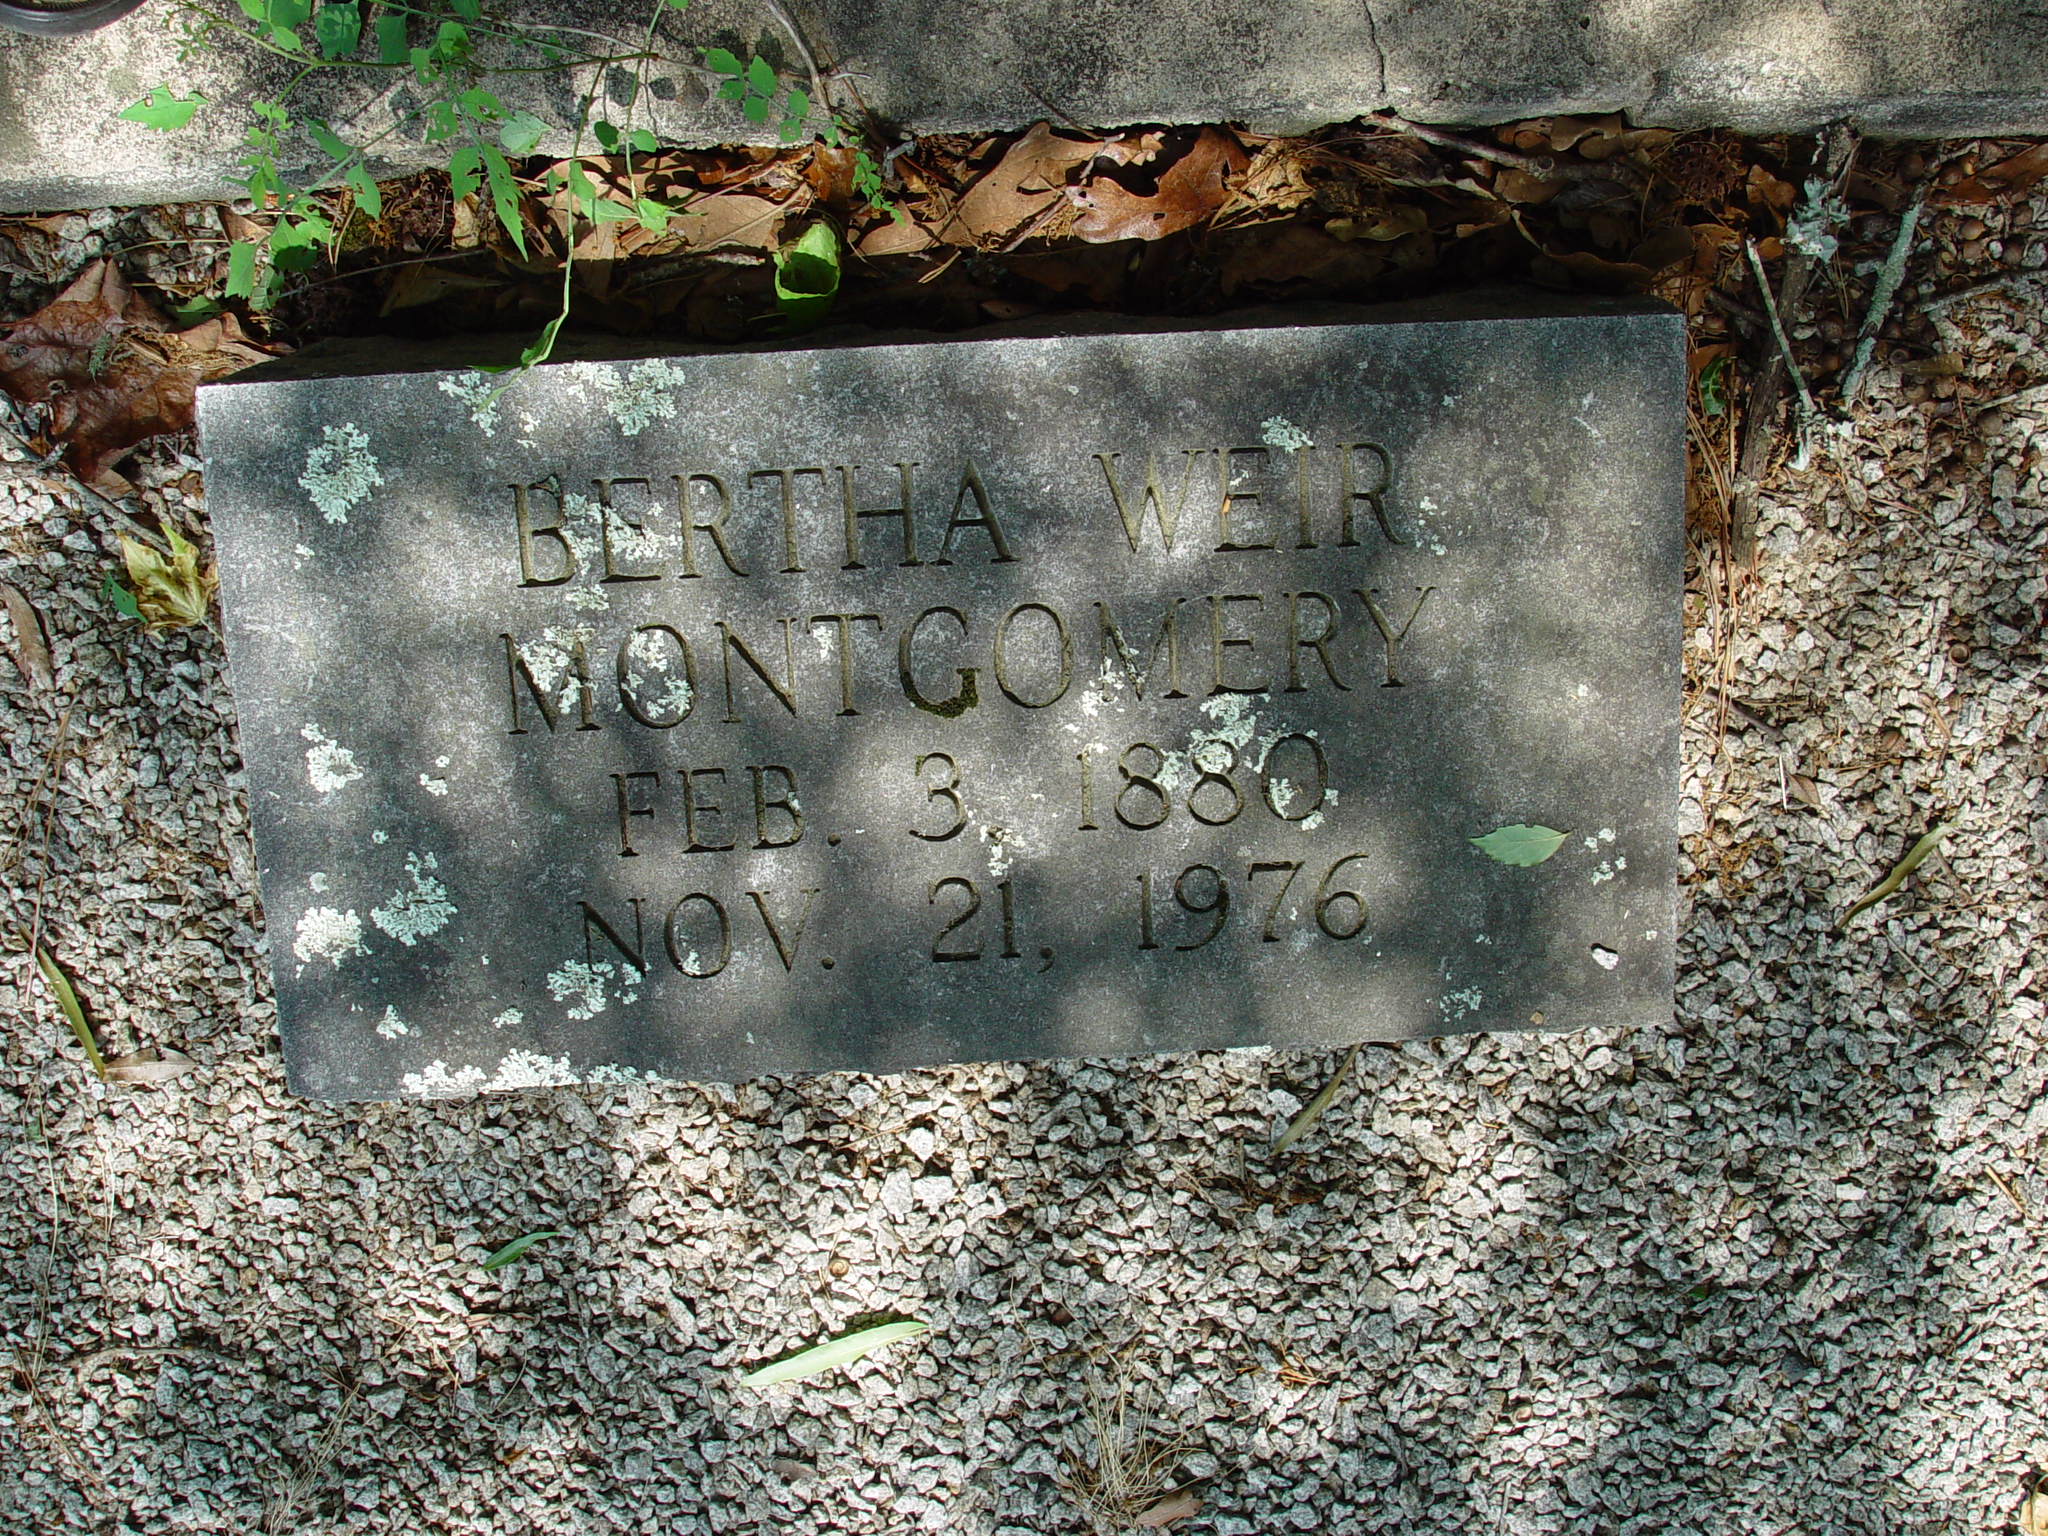 BERTHA WEIR
MONTGOMERY
FEB. 3, 1880
NOV. 21, 1976